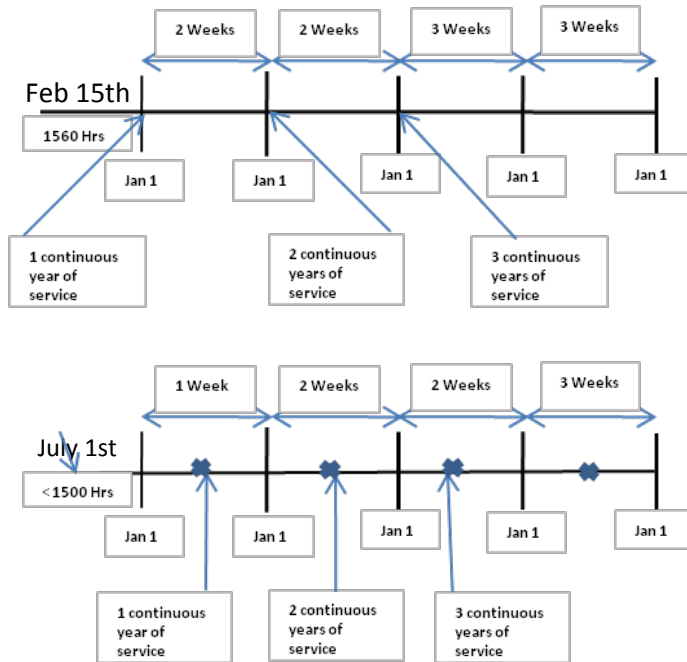 2 Weeks
2 Weeks
3 Weeks
3 Weeks
Feb 15th
1560 Hrs
Jan 1
Jan 1
Jan 1
Jan 1
Jan 1
1 continuous
year of
service
2 continuous
years of
service
3 continuous
years of
service
1 Week
2 Weeks
2 Weeks
3 Weeks
July 1st
<1500 Hrs
Jan 1
Jan 1
Jan 1
Jan 1
Jan 1
1 continuous
year of
service
2 continuous
years of
service
3 continuous
years of
service